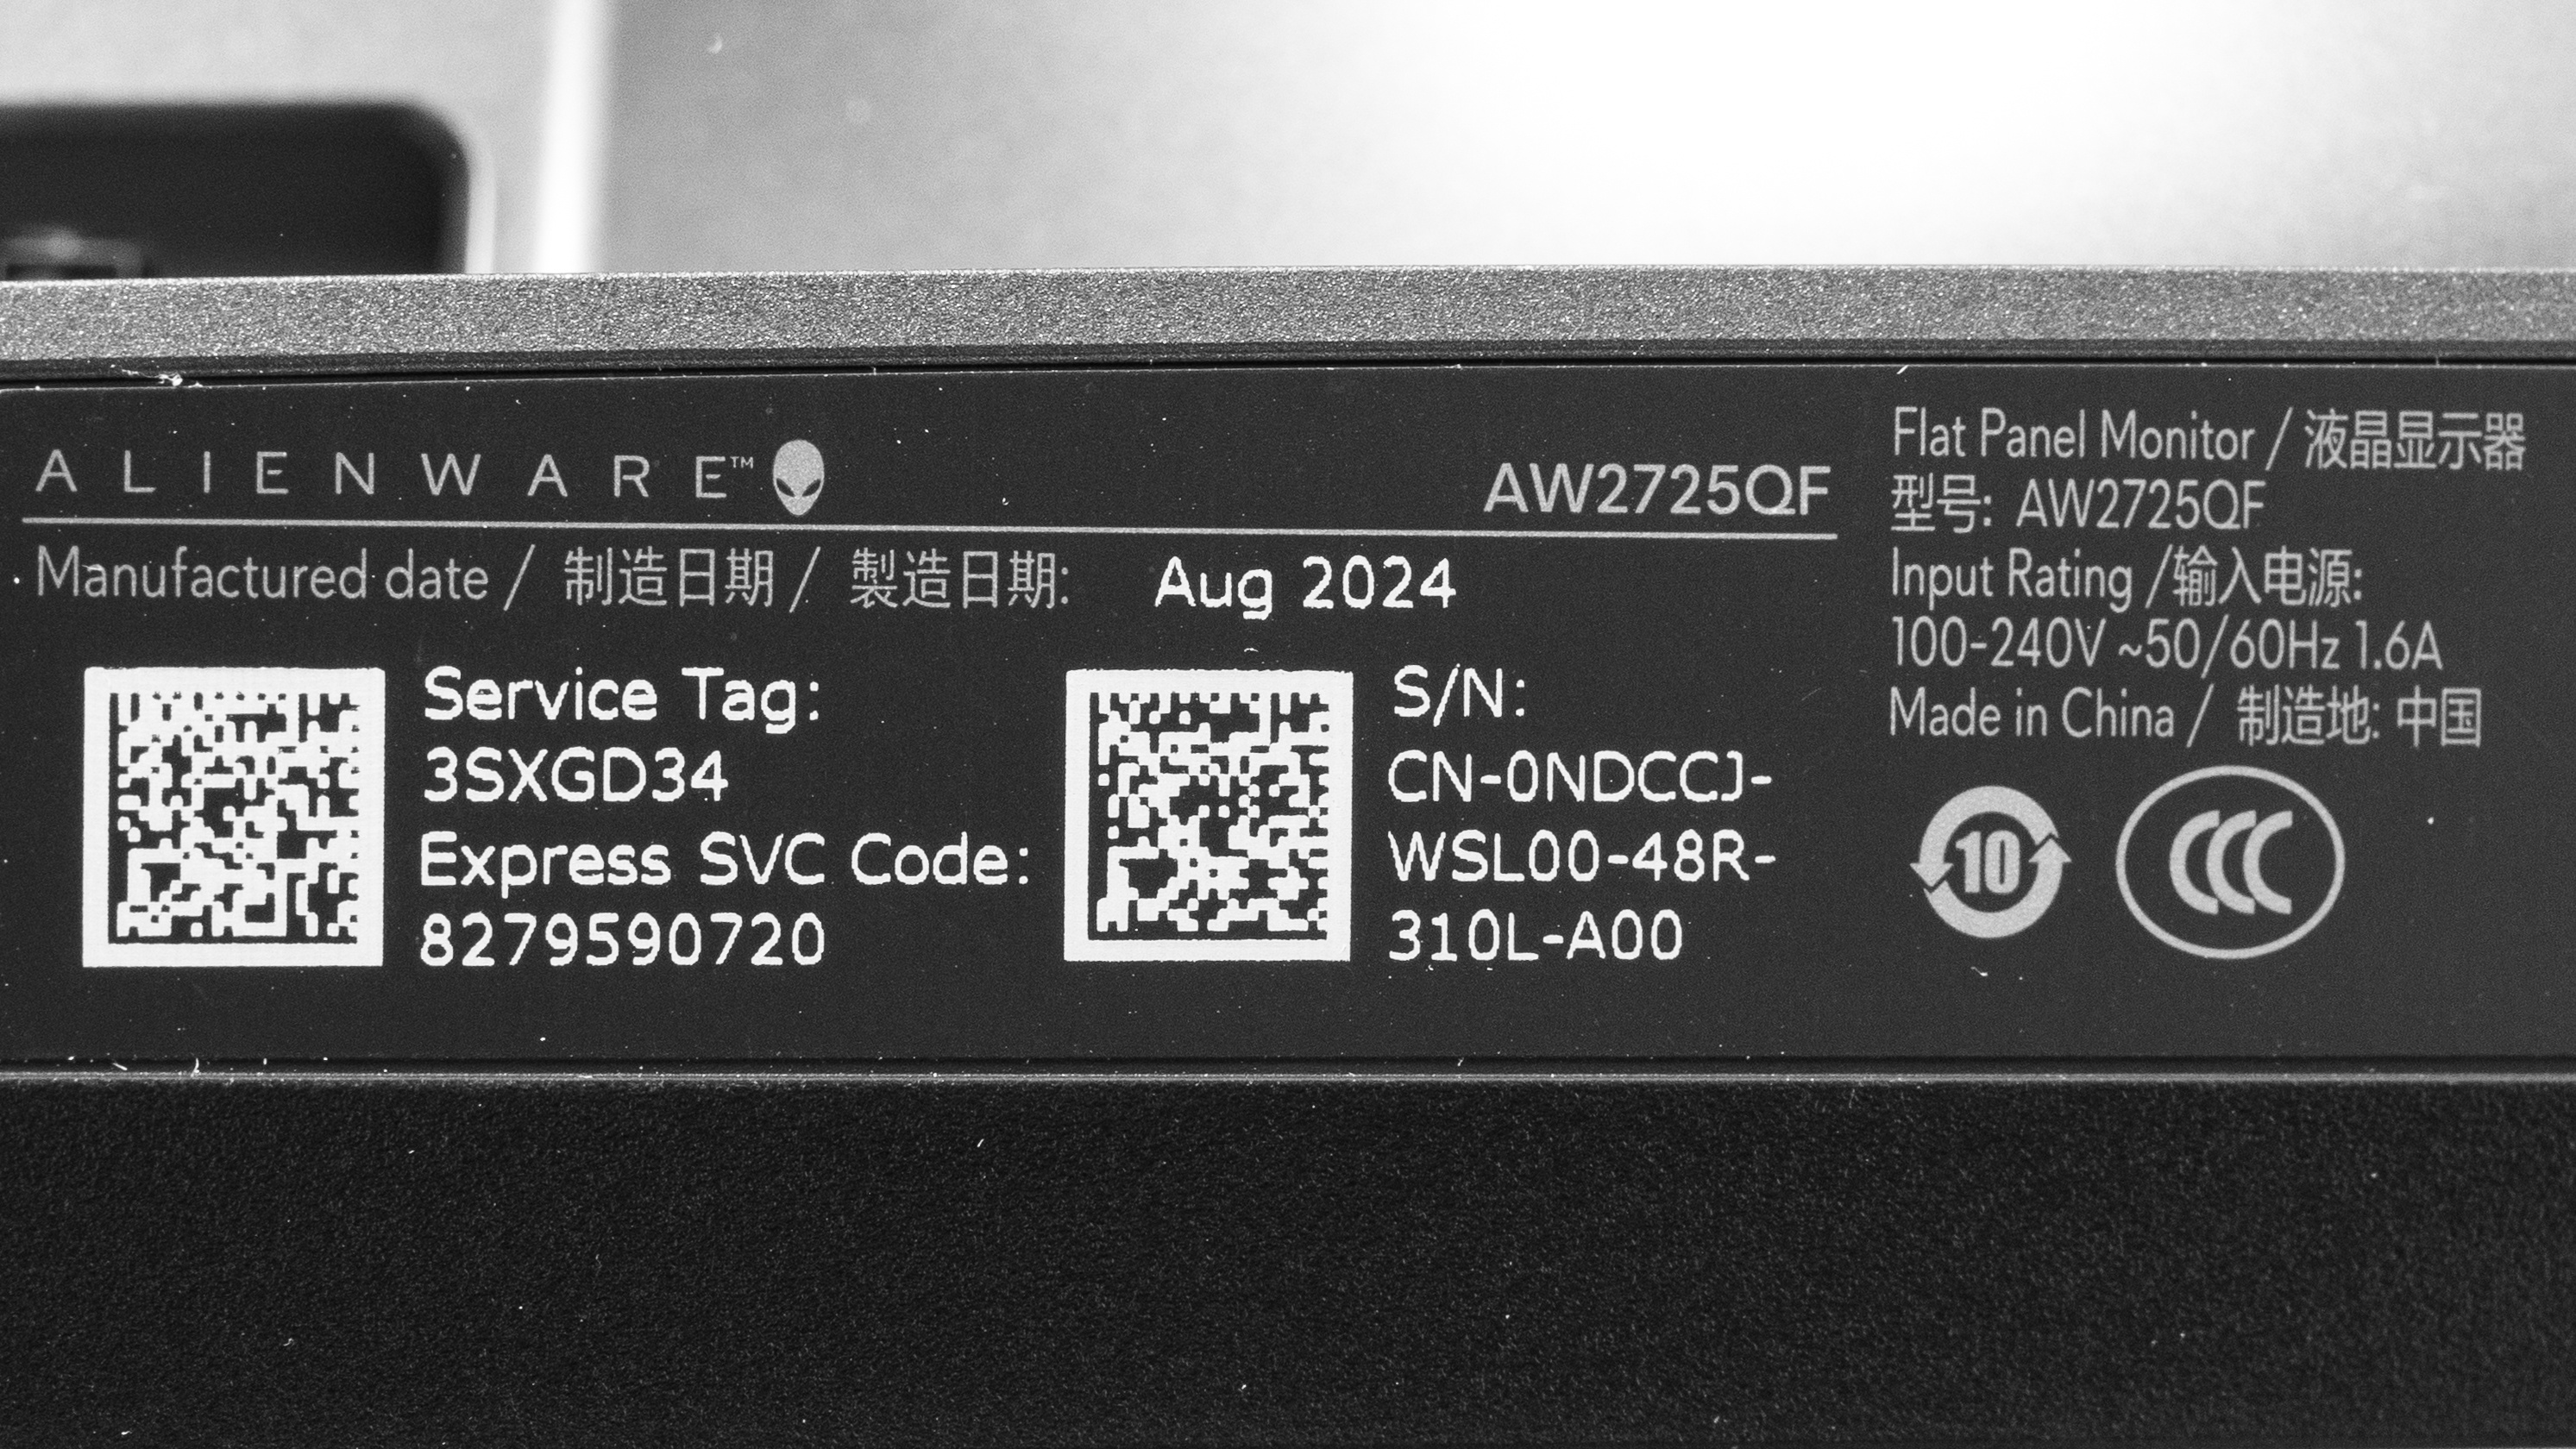 ALIENWARE™
AW2725QF
Manufactured date / 制造日期 / 製造日期: Aug 2024
Service Tag:
3SXGD34
Express SVC Code:
8279590720
S/N:
CN-0NDCCJ-
WSL00-48R-
310L-A00
Flat Panel Monitor / 液晶显示器
型号: AW2725QF
Input Rating /输入电源:
100-240V ~50/60Hz 1.6A
Made in China / 制造地: 中国
10
CCC